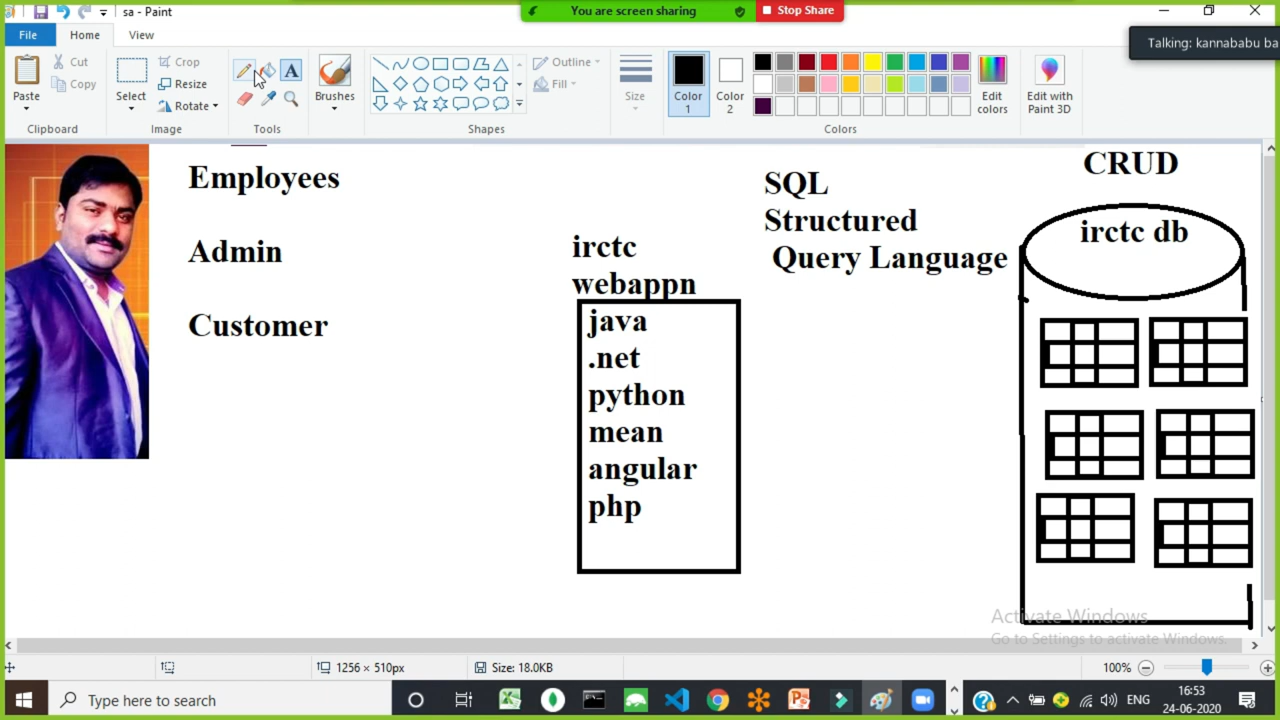 sa - Paint
You are screen sharing
Stop Share
File
Home
View
Talking: kannababu ba
Paste
Cut
Copy
Clipboard
Select
Crop
Resize
Rotate
Image
A
Tools
Brushes
Outline
Fill
Shapes
Size
Color
1
Color
2
Edit
colors
Colors
Edit with
Paint 3D
Employees
Admin
Customer
irctc
webappn
java
.net
python
mean
angular
php
SQL
Structured
Query Language
CRUD
irctc db
Activate Windows
Go to Settings to activate Windows.
1256 × 510px
Size: 18.0KB
100%
Type here to search
ENG
16:53
24-06-2020